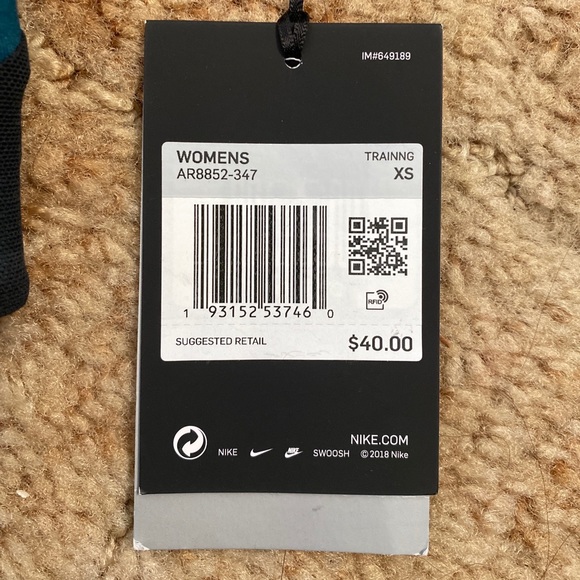 IM#649189
WOMENS
TRAINNG
AR8852-347
XS
1 93152 53746 0
RFID
SUGGESTED RETAIL
$40.00
NIKE.COM
NIKE
SWOOSH
© 2018 Nike